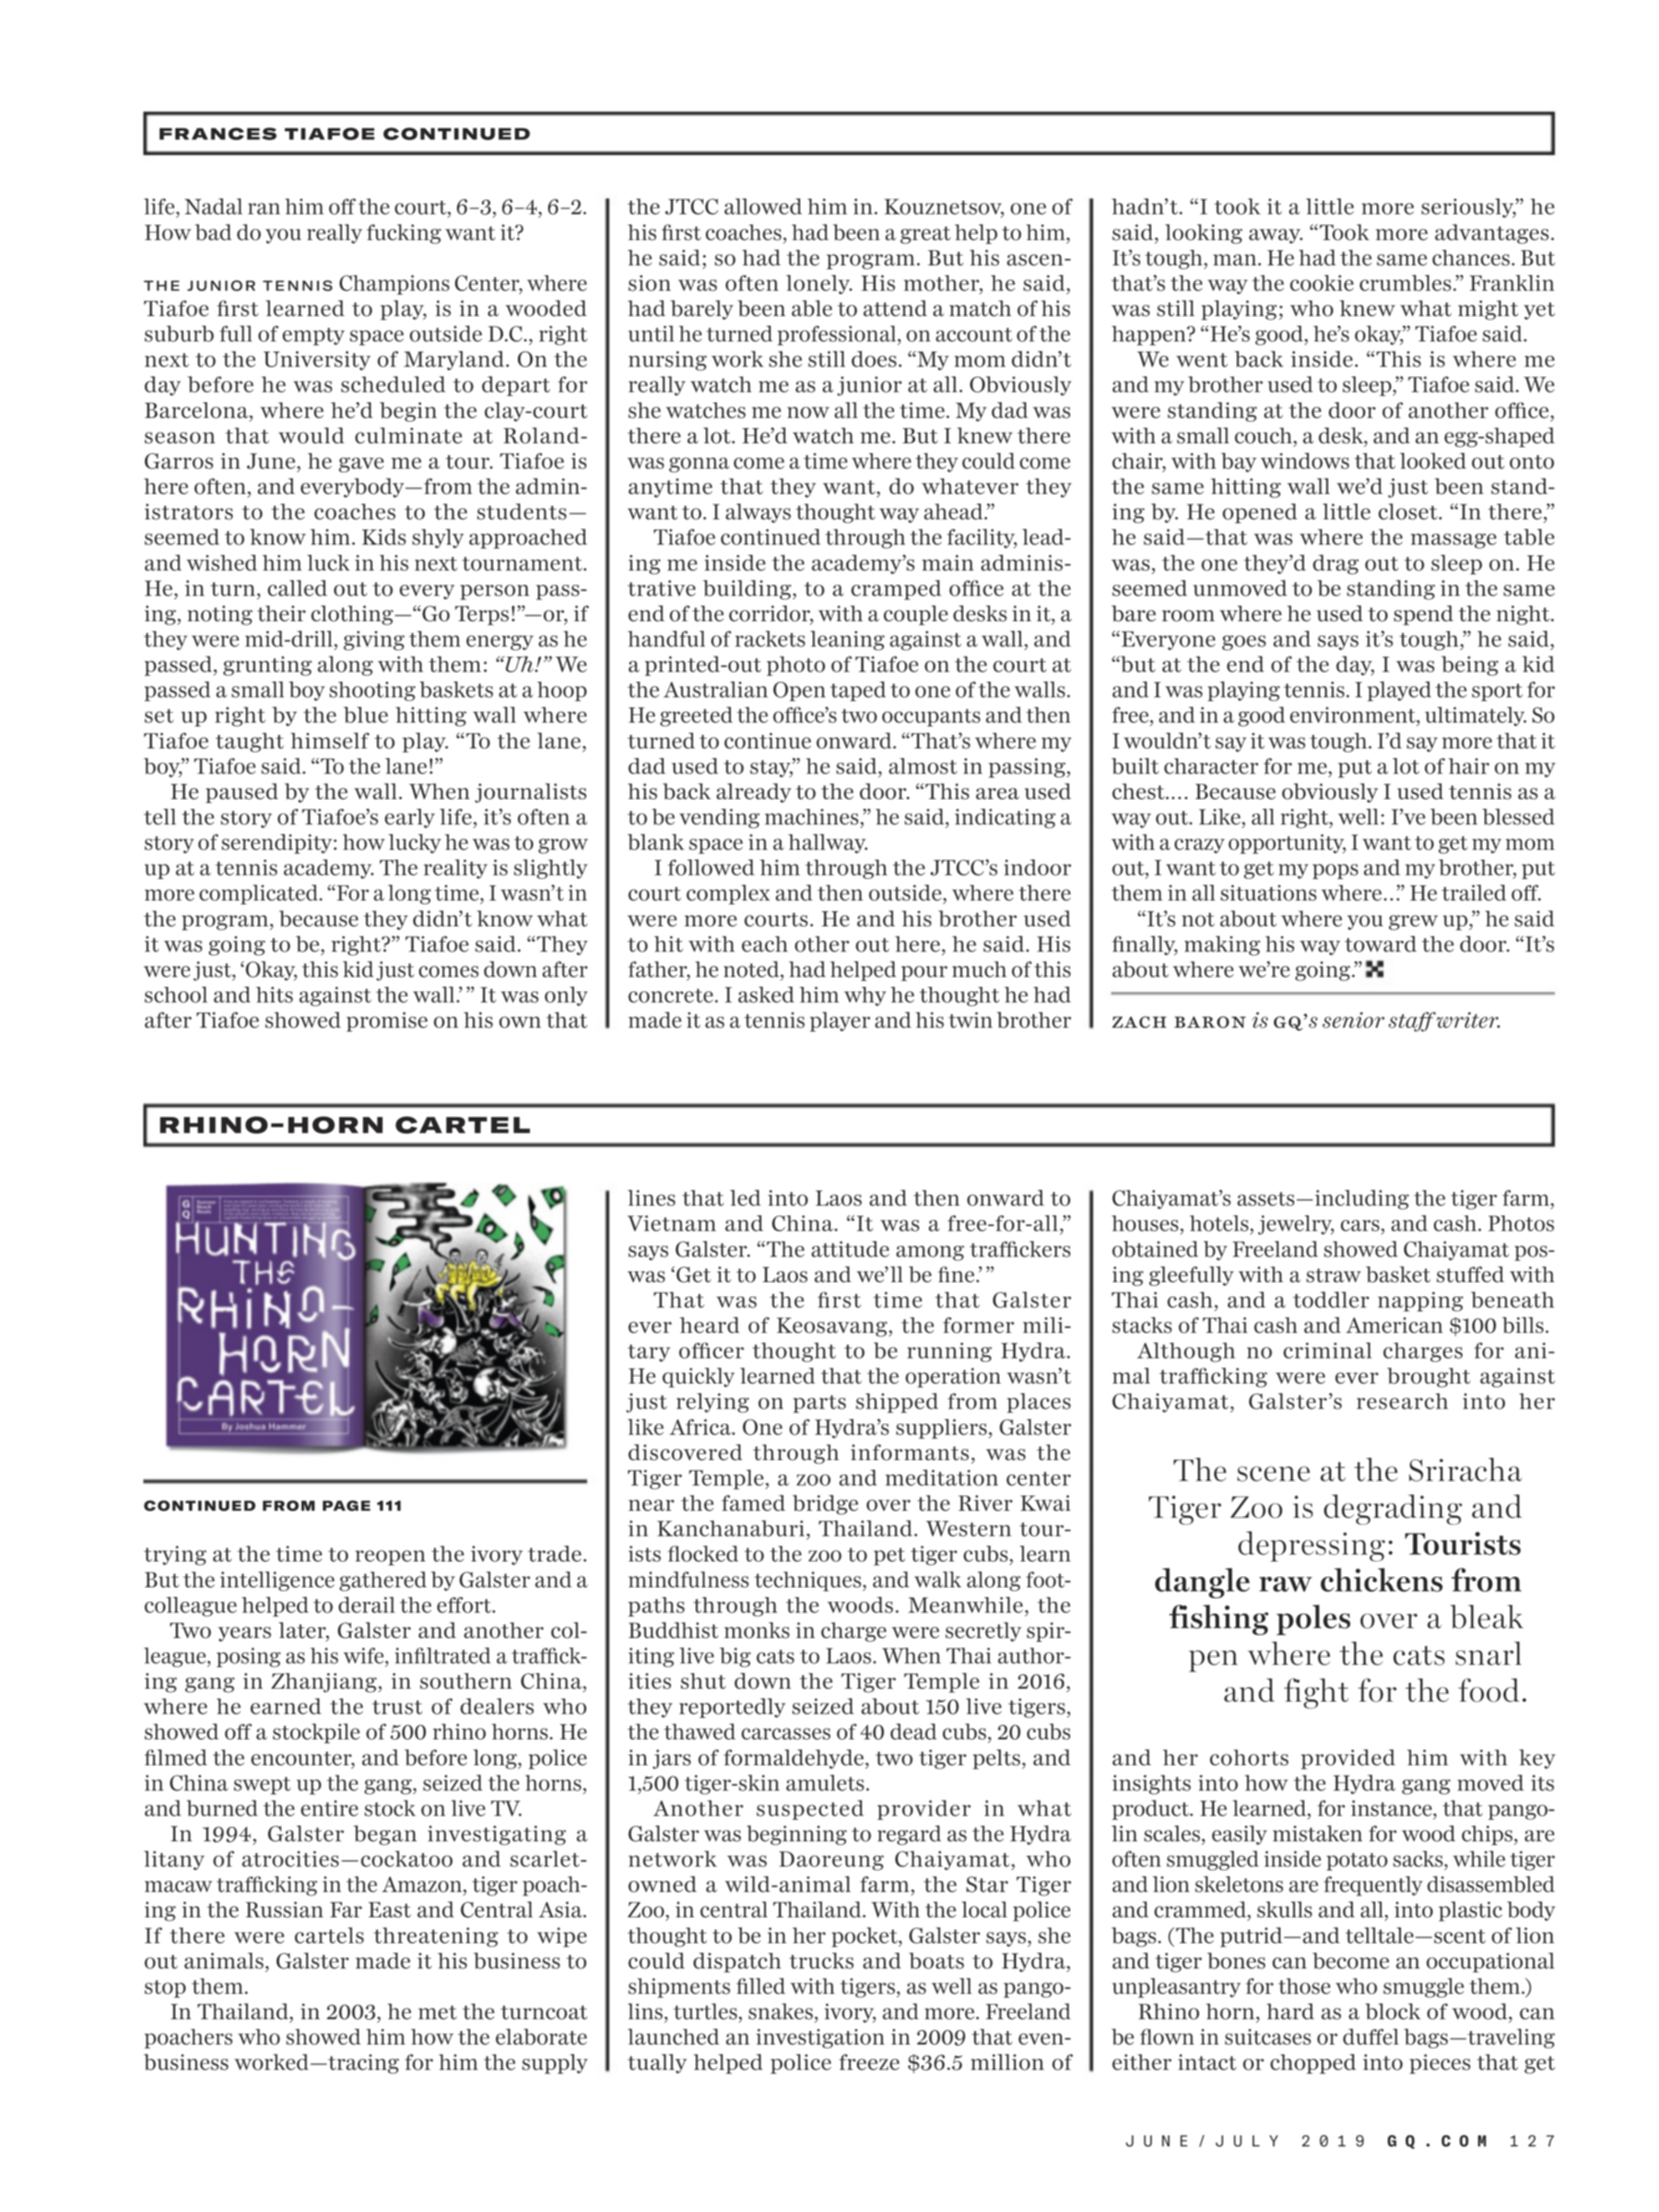 FRANCES TIAFOE CONTINUED
life, Nadal ran him off the court, 6–3, 6–4, 6–2.
How bad do you really fucking want it?
THE JUNIOR TENNIS Champions Center, where
Tiafoe first learned to play, is in a wooded
suburb full of empty space outside D.C., right
next to the University of Maryland. On the
day before he was scheduled to depart for
Barcelona, where he’d begin the clay-court
season that would culminate at Roland-
Garros in June, he gave me a tour. Tiafoe is
here often, and everybody—from the admin-
istrators to the coaches to the students—
seemed to know him. Kids shyly approached
and wished him luck in his next tournament.
He, in turn, called out to every person pass-
ing, noting their clothing—“Go Terps!”—or, if
they were mid-drill, giving them energy as he
passed, grunting along with them: “Uh!” We
passed a small boy shooting baskets at a hoop
set up right by the blue hitting wall where
Tiafoe taught himself to play. “To the lane,
boy,” Tiafoe said. “To the lane!”
He paused by the wall. When journalists
tell the story of Tiafoe’s early life, it’s often a
story of serendipity: how lucky he was to grow
up at a tennis academy. The reality is slightly
more complicated. “For a long time, I wasn’t in
the program, because they didn’t know what
it was going to be, right?” Tiafoe said. “They
were just, ‘Okay, this kid just comes down after
school and hits against the wall.’ ” It was only
after Tiafoe showed promise on his own that
the JTCC allowed him in. Kouznetsov, one of
his first coaches, had been a great help to him,
he said; so had the program. But his ascen-
sion was often lonely. His mother, he said,
had barely been able to attend a match of his
until he turned professional, on account of the
nursing work she still does. “My mom didn’t
really watch me as a junior at all. Obviously
she watches me now all the time. My dad was
there a lot. He’d watch me. But I knew there
was gonna come a time where they could come
anytime that they want, do whatever they
want to. I always thought way ahead.”
Tiafoe continued through the facility, lead-
ing me inside the academy’s main adminis-
trative building, to a cramped office at the
end of the corridor, with a couple desks in it, a
handful of rackets leaning against a wall, and
a printed-out photo of Tiafoe on the court at
the Australian Open taped to one of the walls.
He greeted the office’s two occupants and then
turned to continue onward. “That’s where my
dad used to stay,” he said, almost in passing,
his back already to the door. “This area used
to be vending machines,” he said, indicating a
blank space in a hallway.
I followed him through the JTCC’s indoor
court complex and then outside, where there
were more courts. He and his brother used
to hit with each other out here, he said. His
father, he noted, had helped pour much of this
concrete. I asked him why he thought he had
made it as a tennis player and his twin brother
hadn’t. “I took it a little more seriously,” he
said, looking away. “Took more advantages.
It’s tough, man. He had the same chances. But
that’s the way the cookie crumbles.” Franklin
was still playing; who knew what might yet
happen? “He’s good, he’s okay,” Tiafoe said.
We went back inside. “This is where me
and my brother used to sleep,” Tiafoe said. We
were standing at the door of another office,
with a small couch, a desk, and an egg-shaped
chair, with bay windows that looked out onto
the same hitting wall we’d just been stand-
ing by. He opened a little closet. “In there,”
he said—that was where the massage table
was, the one they’d drag out to sleep on. He
seemed unmoved to be standing in the same
bare room where he used to spend the night.
“Everyone goes and says it’s tough,” he said,
“but at the end of the day, I was being a kid
and I was playing tennis. I played the sport for
free, and in a good environment, ultimately. So
I wouldn’t say it was tough. I’d say more that it
built character for me, put a lot of hair on my
chest.… Because obviously I used tennis as a
way out. Like, all right, well: I’ve been blessed
with a crazy opportunity, I want to get my mom
out, I want to get my pops and my brother, put
them in all situations where…” He trailed off.
“It’s not about where you grew up,” he said
finally, making his way toward the door. “It’s
about where we’re going.”
ZACH BARON is GQ’s senior staff writer.
RHINO-HORN CARTEL
GQ
HUNTING
THE
RHINO-
HORN
CARTEL
By Joshua Hammer
CONTINUED FROM PAGE 111
trying at the time to reopen the ivory trade.
But the intelligence gathered by Galster and a
colleague helped to derail the effort.
Two years later, Galster and another col-
league, posing as his wife, infiltrated a traffick-
ing gang in Zhanjiang, in southern China,
where he earned the trust of dealers who
showed off a stockpile of 500 rhino horns. He
filmed the encounter, and before long, police
in China swept up the gang, seized the horns,
and burned the entire stock on live TV.
In 1994, Galster began investigating a
litany of atrocities—cockatoo and scarlet-
macaw trafficking in the Amazon, tiger poach-
ing in the Russian Far East and Central Asia.
If there were cartels threatening to wipe
out animals, Galster made it his business to
stop them.
In Thailand, in 2003, he met the turncoat
poachers who showed him how the elaborate
business worked—tracing for him the supply
lines that led into Laos and then onward to
Vietnam and China. “It was a free-for-all,”
says Galster. “The attitude among traffickers
was ‘Get it to Laos and we’ll be fine.’ ”
That was the first time that Galster
ever heard of Keosavang, the former mili-
tary officer thought to be running Hydra.
He quickly learned that the operation wasn’t
just relying on parts shipped from places
like Africa. One of Hydra’s suppliers, Galster
discovered through informants, was the
Tiger Temple, a zoo and meditation center
near the famed bridge over the River Kwai
in Kanchanaburi, Thailand. Western tour-
ists flocked to the zoo to pet tiger cubs, learn
mindfulness techniques, and walk along foot-
paths through the woods. Meanwhile, the
Buddhist monks in charge were secretly spir-
iting live big cats to Laos. When Thai author-
ities shut down the Tiger Temple in 2016,
they reportedly seized about 150 live tigers,
the thawed carcasses of 40 dead cubs, 20 cubs
in jars of formaldehyde, two tiger pelts, and
1,500 tiger-skin amulets.
Another suspected provider in what
Galster was beginning to regard as the Hydra
network was Daoreung Chaiyamat, who
owned a wild-animal farm, the Star Tiger
Zoo, in central Thailand. With the local police
thought to be in her pocket, Galster says, she
could dispatch trucks and boats to Hydra,
shipments filled with tigers, as well as pango-
lins, turtles, snakes, ivory, and more. Freeland
launched an investigation in 2009 that even-
tually helped police freeze $36.5 million of
Chaiyamat’s assets—including the tiger farm,
houses, hotels, jewelry, cars, and cash. Photos
obtained by Freeland showed Chaiyamat pos-
ing gleefully with a straw basket stuffed with
Thai cash, and a toddler napping beneath
stacks of Thai cash and American $100 bills.
Although no criminal charges for ani-
mal trafficking were ever brought against
Chaiyamat, Galster’s research into her
The scene at the Sriracha
Tiger Zoo is degrading and
depressing: Tourists
dangle raw chickens from
fishing poles over a bleak
pen where the cats snarl
and fight for the food.
and her cohorts provided him with key
insights into how the Hydra gang moved its
product. He learned, for instance, that pango-
lin scales, easily mistaken for wood chips, are
often smuggled inside potato sacks, while tiger
and lion skeletons are frequently disassembled
and crammed, skulls and all, into plastic body
bags. (The putrid—and telltale—scent of lion
and tiger bones can become an occupational
unpleasantry for those who smuggle them.)
Rhino horn, hard as a block of wood, can
be flown in suitcases or duffel bags—traveling
either intact or chopped into pieces that get
JUNE/JULY 2019 GQ.COM 127